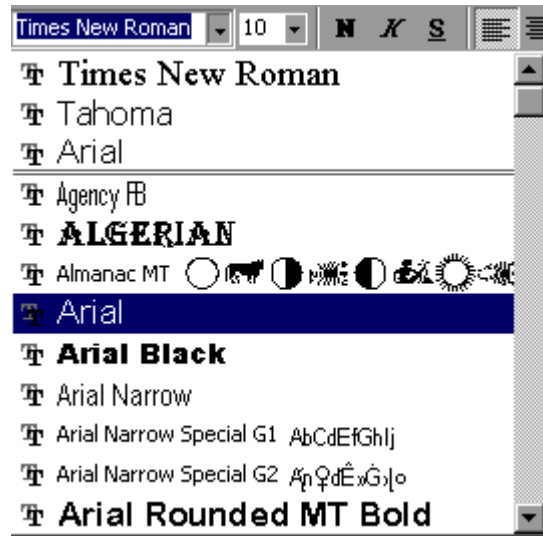 Times New Roman 10 N K S
Times New Roman
Tahoma
Arial
Agency FB
ALGERIAN
Almanac MT
Arial
Arial Black
Arial Narrow
Arial Narrow Special G1 AbCdEfGhIj
Arial Narrow Special G2
Arial Rounded MT Bold